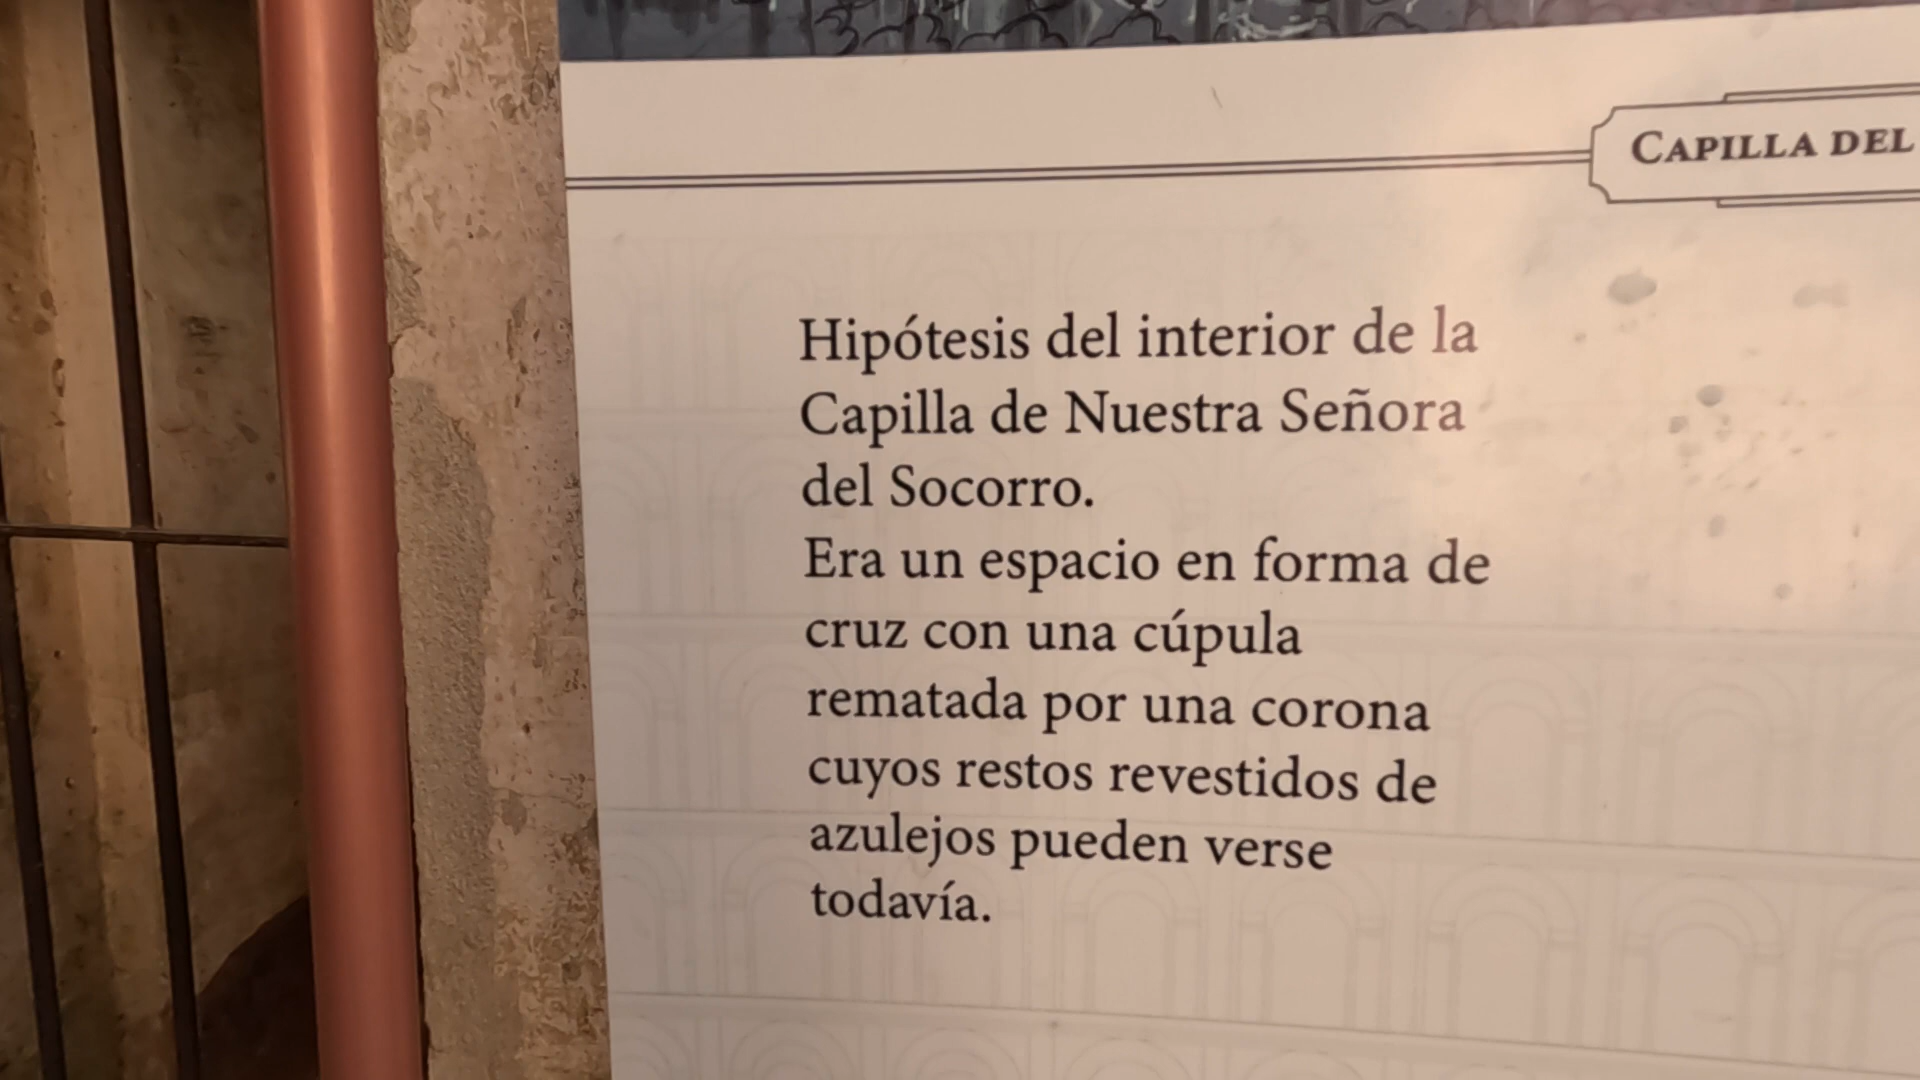 CAPILLA DEL
Hipótesis del interior de la
Capilla de Nuestra Señora
del Socorro.
Era un espacio en forma de
cruz con una cúpula
rematada por una corona
cuyos restos revestidos de
azulejos pueden verse
todavía.